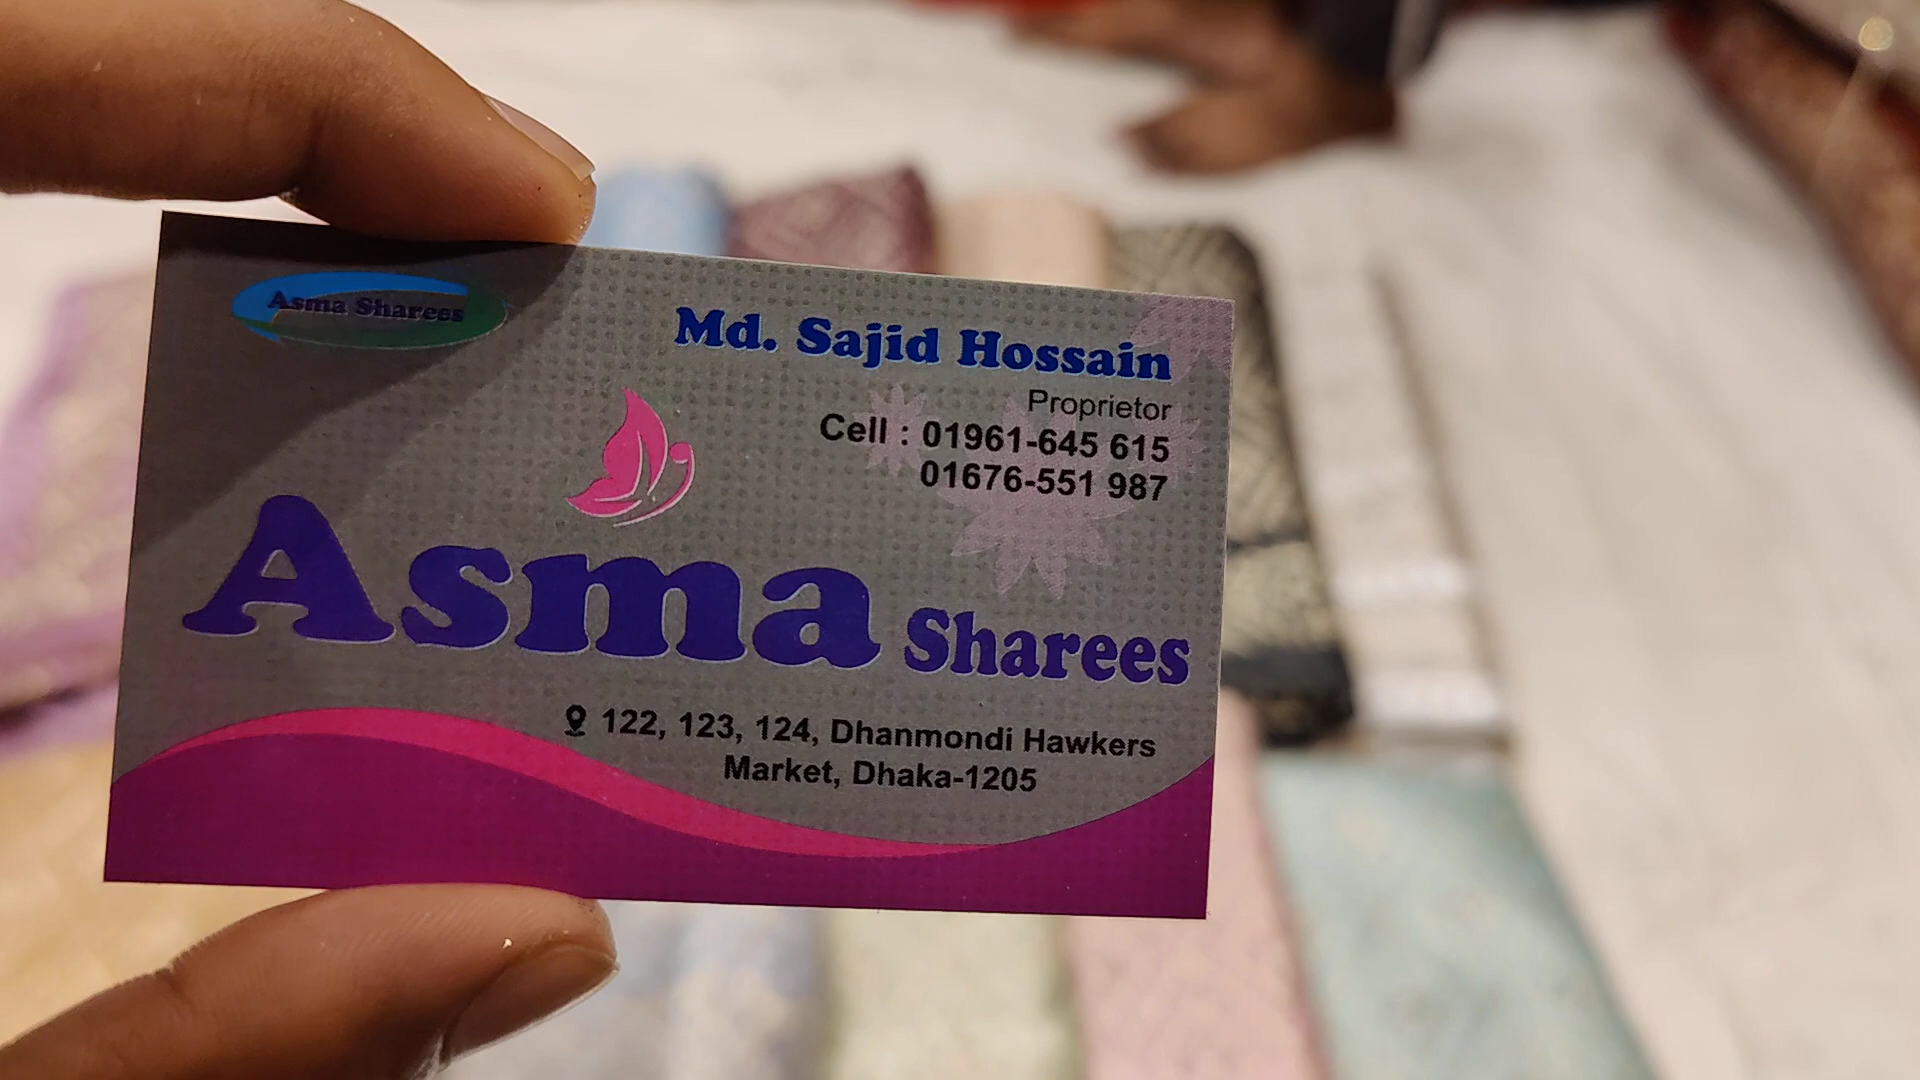 Asma Sharees
Md. Sajid Hossain
Proprietor
Cell : 01961-645 615
01676-551 987
Asma Sharees
122, 123, 124, Dhanmondi Hawkers
Market, Dhaka-1205